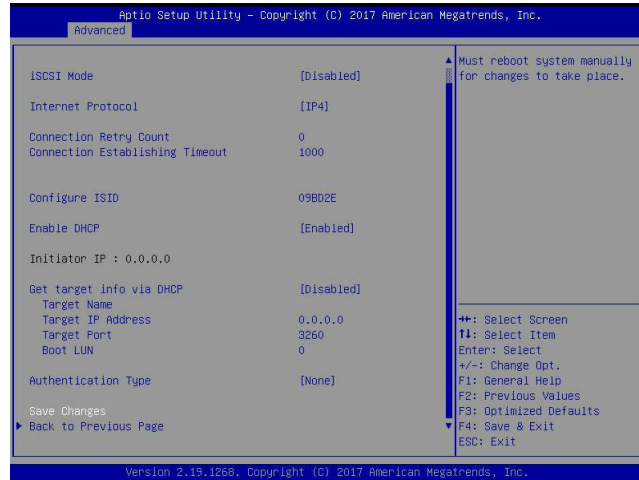 Aptio Setup Utility – Copyright (C) 2017 American Megatrends, Inc.
Advanced
iSCSI Mode [Disabled]
Internet Protocol [IP4]
Connection Retry Count 0
Connection Establishing Timeout 1000
Configure ISID 09BD2E
Enable DHCP [Enabled]
Initiator IP : 0.0.0.0
Get target info via DHCP [Disabled]
Target Name
Target IP Address 0.0.0.0
Target Port 3260
Boot LUN 0
Authentication Type [None]
Save Changes
Back to Previous Page
Must reboot system manually
for changes to take place.
→←: Select Screen
↑↓: Select Item
Enter: Select
+/-: Change Opt.
F1: General Help
F2: Previous Values
F3: Optimized Defaults
F4: Save & Exit
ESC: Exit
Version 2.19.1268. Copyright (C) 2017 American Megatrends, Inc.